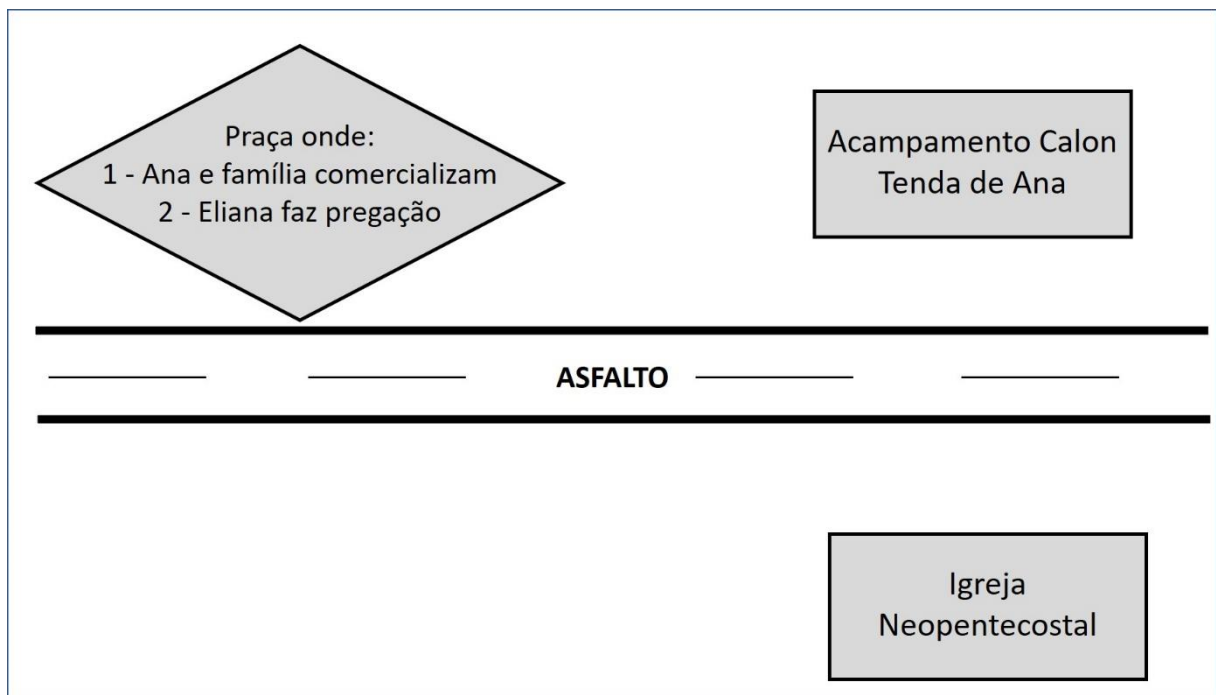 Praça onde:
1 - Ana e família comercializam
2 - Eliana faz pregação
Acampamento Calon
Tenda de Ana
ASFALTO
Igreja
Neopentecostal